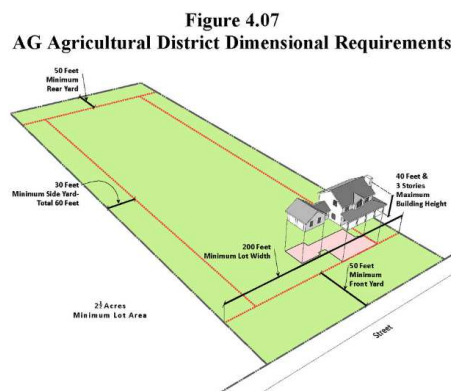 Figure 4.07
AG Agricultural District Dimensional Requirements
50 Feet
Minimum
Rear Yard
30 Feet
Minimum Side Yard-
Total 60 Feet
40 Feet &
3 Stories
Maximum
Building Height
200 Feet
Minimum Lot Width
50 Feet
Minimum
Front Yard
2½ Acres
Minimum Lot Area
Street